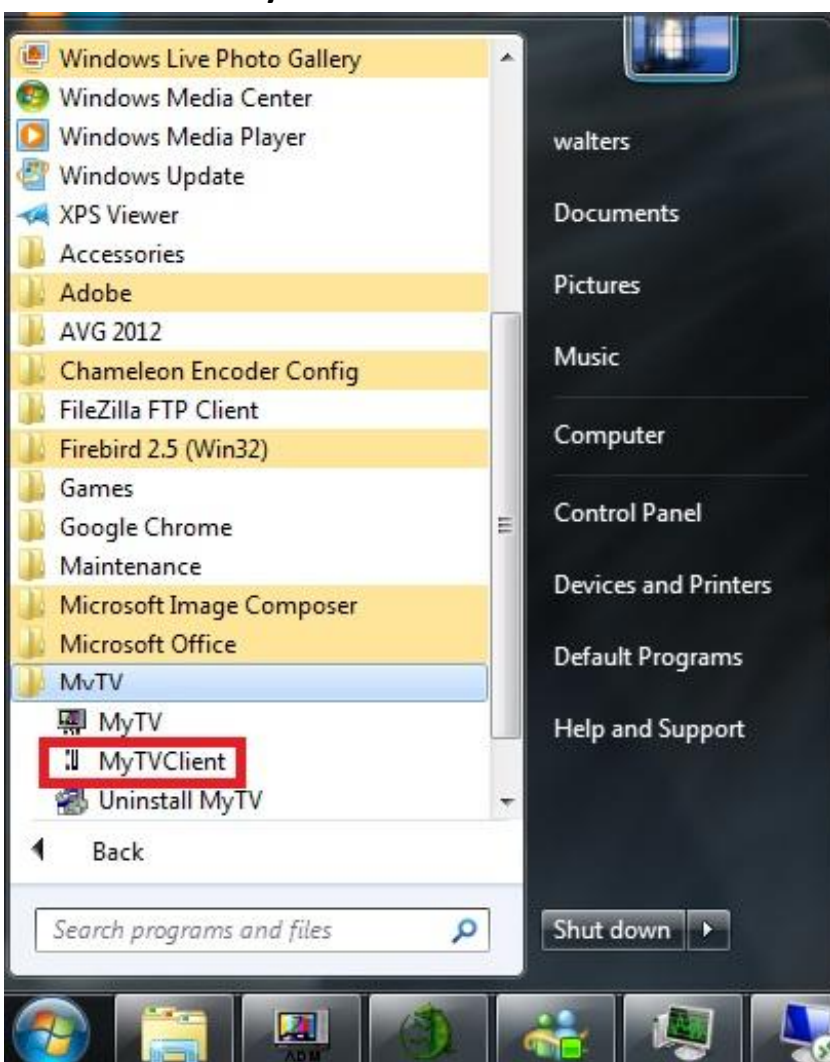 Windows Live Photo Gallery
Windows Media Center
Windows Media Player
Windows Update
XPS Viewer
Accessories
Adobe
AVG 2012
Chameleon Encoder Config
FileZilla FTP Client
Firebird 2.5 (Win32)
Games
Google Chrome
Maintenance
Microsoft Image Composer
Microsoft Office
MyTV
MyTV
MyTVClient
Uninstall MyTV
Back
Search programs and files
walters
Documents
Pictures
Music
Computer
Control Panel
Devices and Printers
Default Programs
Help and Support
Shut down
ADM